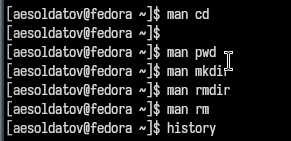 [aesoldatov@fedora ~]$ man cd
[aesoldatov@fedora ~]$
[aesoldatov@fedora ~]$ man pwd
[aesoldatov@fedora ~]$ man mkdir
[aesoldatov@fedora ~]$ man rmdir
[aesoldatov@fedora ~]$ man rm
[aesoldatov@fedora ~]$ history